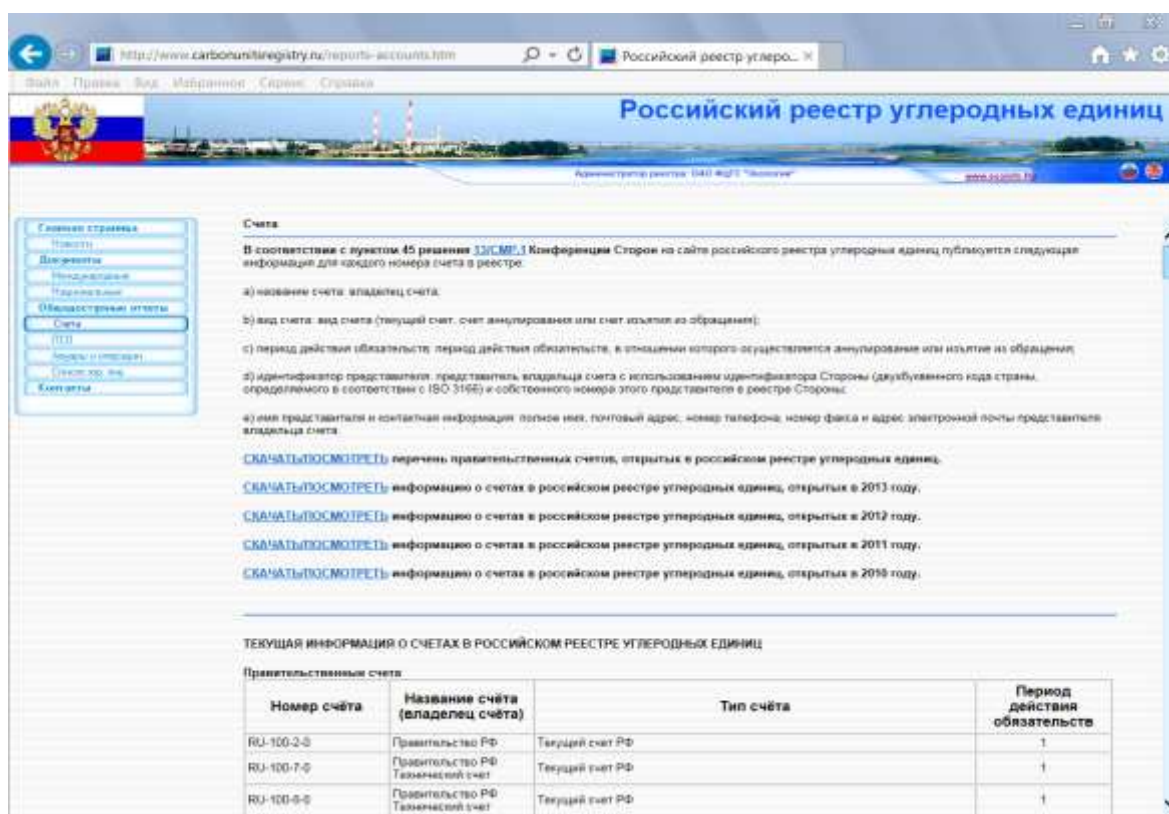 http://www.carbonunitsregistry.ru/reports-accounts.htm
Российский реестр углеро...
Файл Правка Вид Избранное Сервис Справка
Российский реестр углеродных единиц
Администратор реестра: ОАО ФЦГС "Экология"
Главная страница
Новости
Документы
Международные
Национальные
Общедоступные отчеты
Счета
Контакты
Счета
В соответствии с пунктом 45 решения 13/CMP.1 Конференции Сторон на сайте российского реестра углеродных единиц публикуется следующая
информация для каждого номера счета в реестре:
a) название счета: владелец счета;
b) вид счета: вид счета (текущий счет, счет аннулирования или счет изъятия из обращения);
c) период действия обязательств: период действия обязательств, в отношении которого осуществляется аннулирование или изъятие из обращения;
d) идентификатор представителя: представитель владельца счета с использованием идентификатора Стороны (двухбуквенного кода страны,
определяемого в соответствии с ISO 3166) и собственного номера этого представителя в реестре Стороны;
e) имя представителя и контактная информация: полное имя, почтовый адрес, номер телефона, номер факса и адрес электронной почты представителя
владельца счета.
СКАЧАТЬ/ПОСМОТРЕТЬ перечень правительственных счетов, открытых в российском реестре углеродных единиц.
СКАЧАТЬ/ПОСМОТРЕТЬ информацию о счетах в российском реестре углеродных единиц, открытых в 2013 году.
СКАЧАТЬ/ПОСМОТРЕТЬ информацию о счетах в российском реестре углеродных единиц, открытых в 2012 году.
СКАЧАТЬ/ПОСМОТРЕТЬ информацию о счетах в российском реестре углеродных единиц, открытых в 2011 году.
СКАЧАТЬ/ПОСМОТРЕТЬ информацию о счетах в российском реестре углеродных единиц, открытых в 2010 году.
ТЕКУЩАЯ ИНФОРМАЦИЯ О СЧЕТАХ В РОССИЙСКОМ РЕЕСТРЕ УГЛЕРОДНЫХ ЕДИНИЦ
Правительственные счета
Номер счёта Название счёта (владелец счёта) Тип счёта Период действия обязательств
RU-100-2-0 Правительство РФ Текущий счет РФ 1
RU-100-7-0 Правительство РФ Технический счет Текущий счет РФ 1
RU-100-8-0 Правительство РФ Технический счет Текущий счет РФ 1